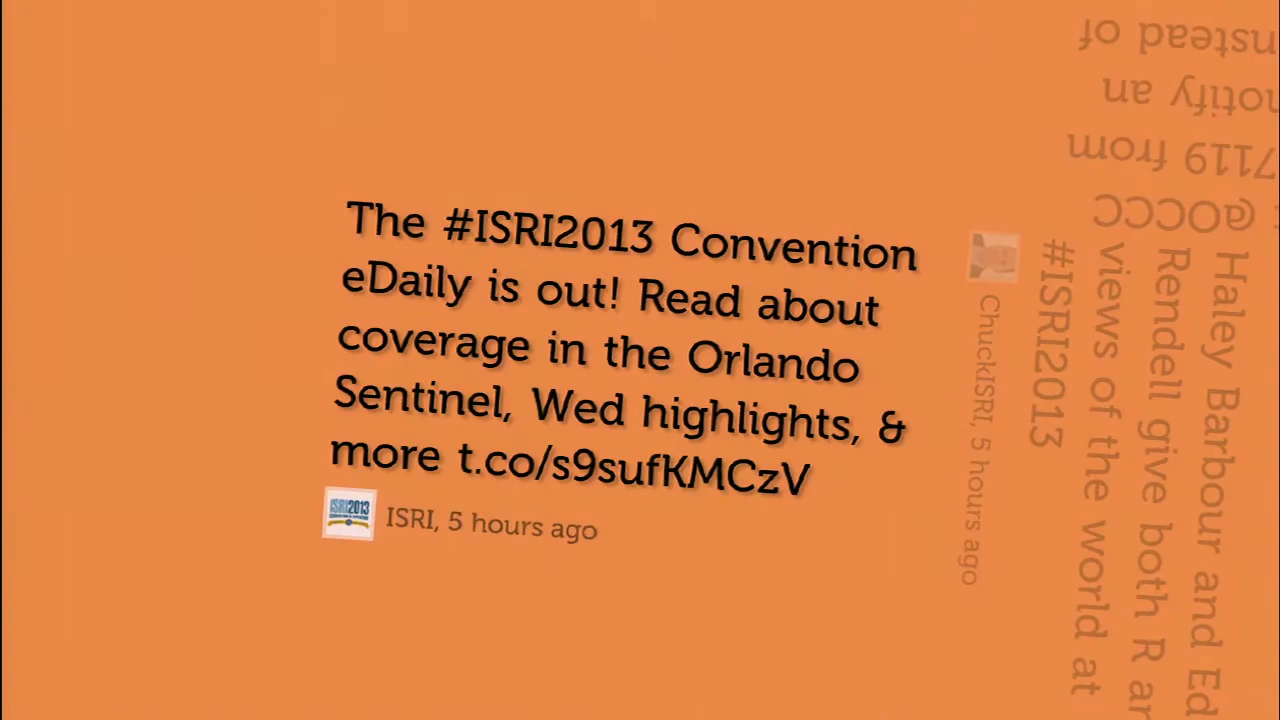 The #ISRI2013 Convention
eDaily is out! Read about
coverage in the Orlando
Sentinel, Wed highlights, &
more t.co/s9sufKMCzV
ISRI2013
ISRI, 5 hours ago
Haley Barbour and Ed
Rendell give both R
views of the world at
#ISRI2013
ChuckISRI, 5 hours ago
@OCCC
7119 from
notify an
instead of